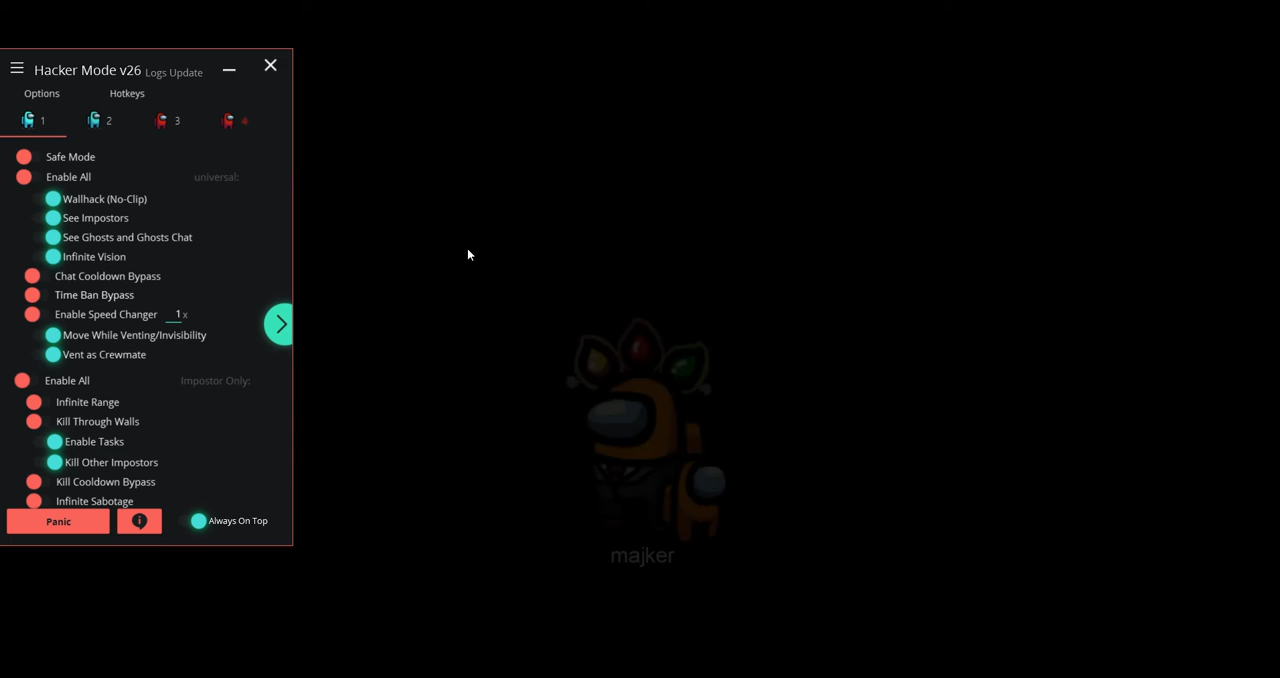 Hacker Mode v26 Logs Update
Options Hotkeys
1 2 3 4
Safe Mode
Enable All universal:
Wallhack (No-Clip)
See Impostors
See Ghosts and Ghosts Chat
Infinite Vision
Chat Cooldown Bypass
Time Ban Bypass
Enable Speed Changer 1x
Move While Venting/Invisibility
Vent as Crewmate
Enable All Impostor Only:
Infinite Range
Kill Through Walls
Enable Tasks
Kill Other Impostors
Kill Cooldown Bypass
Infinite Sabotage
Panic Always On Top
majker